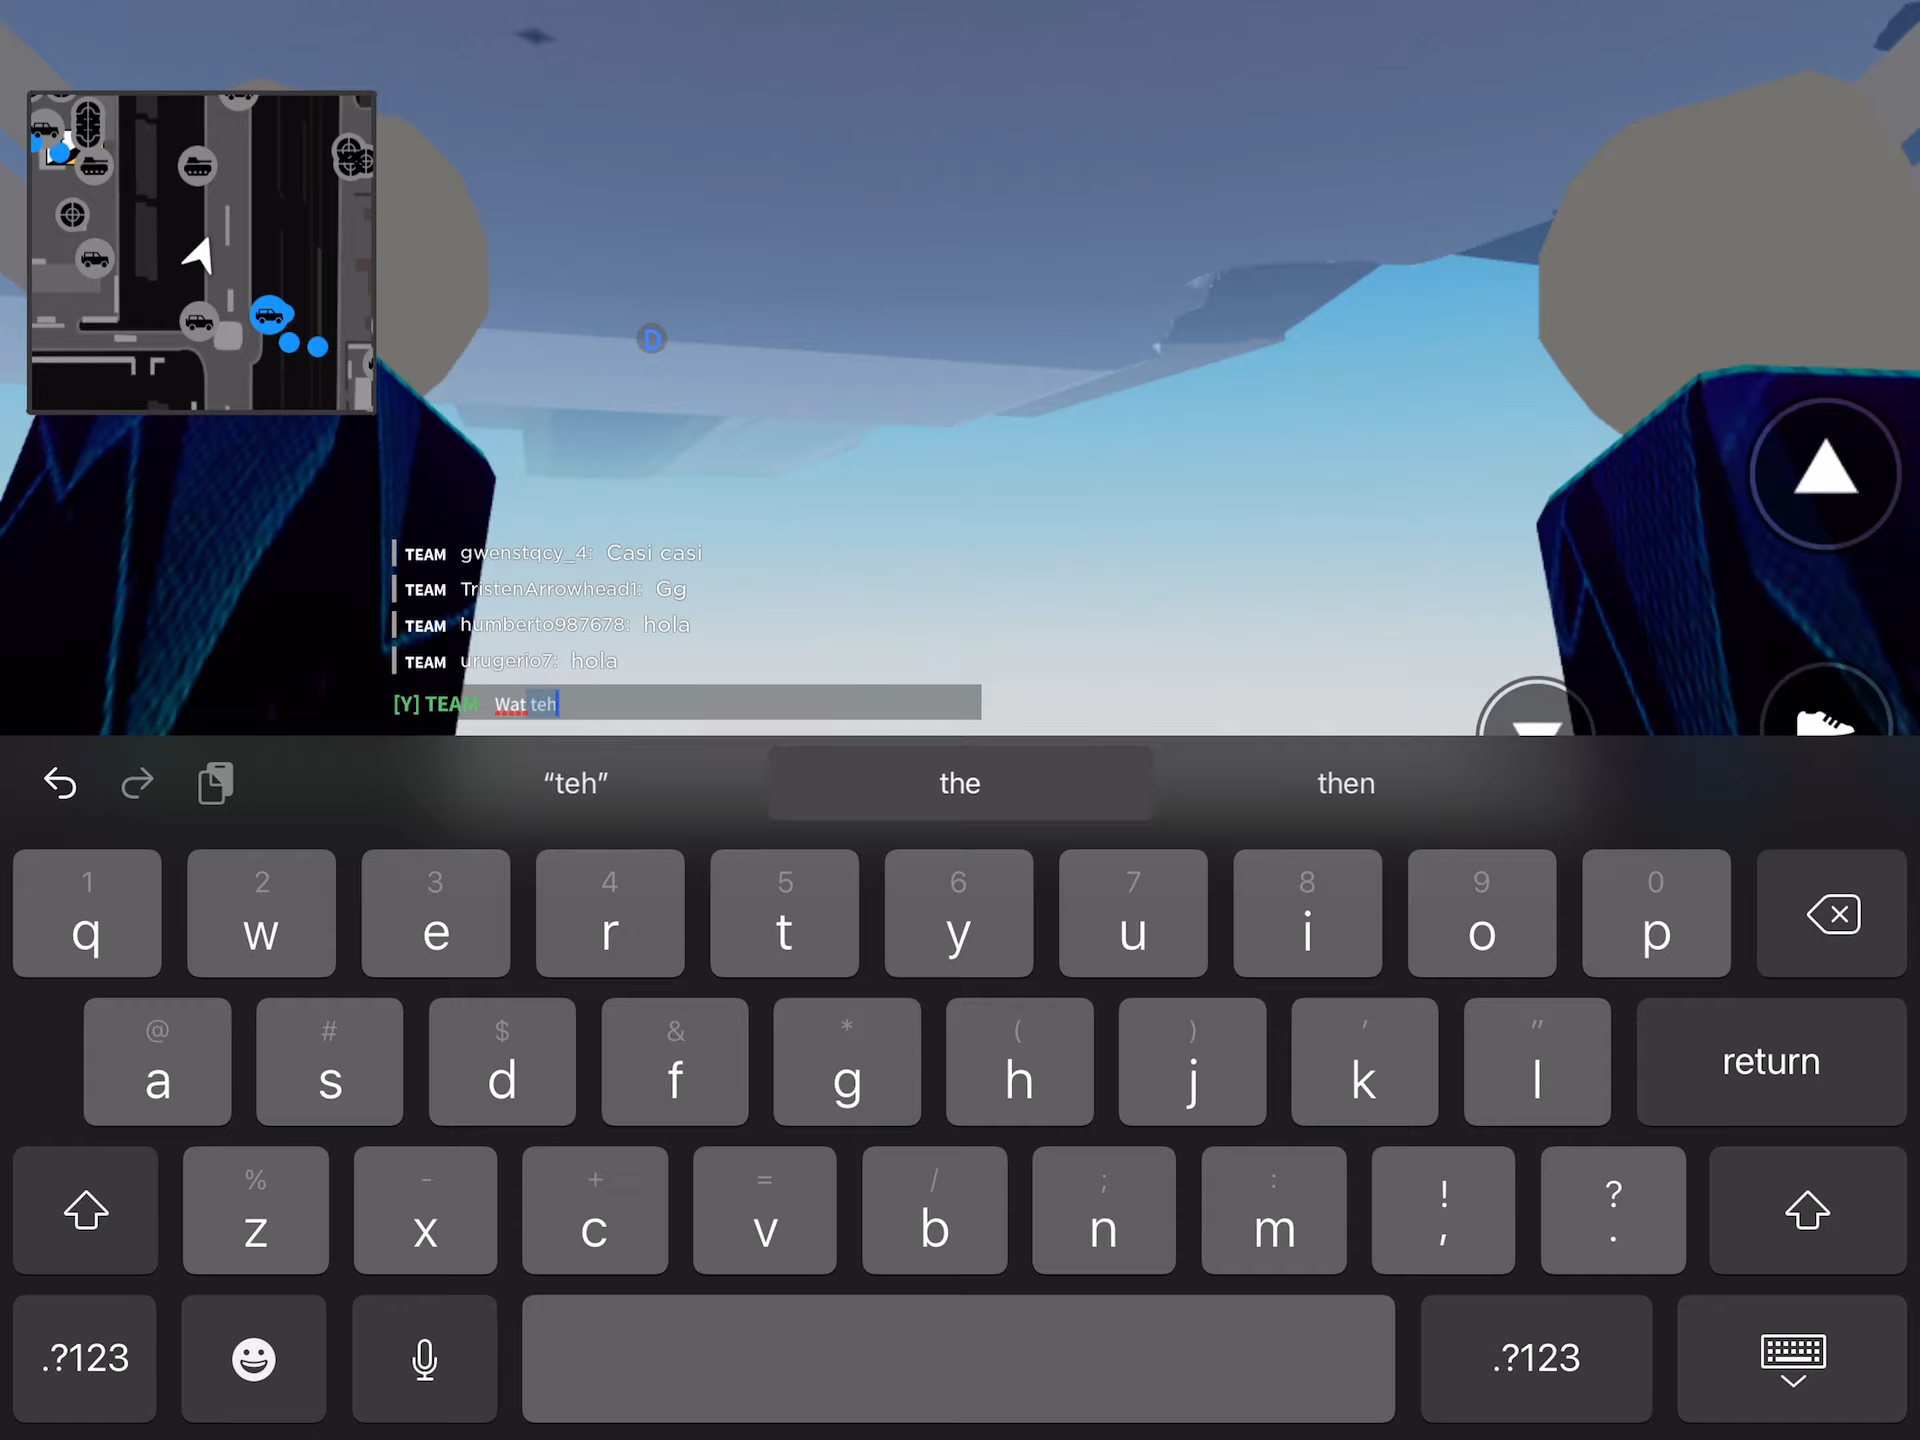 D
TEAM gwenstqcy_4: Casi casi
TEAM TristenArrowhead1: Gg
TEAM humberto987678: hola
TEAM urugerio7: hola
[Y] TEAM Wat teh
“teh” the then
1 2 3 4 5 6 7 8 9 0
q w e r t y u i o p
@ # $ & * ( ) ' "
a s d f g h j k l return
% - + = / ; : ! ?
z x c v b n m , .
.?123 .?123